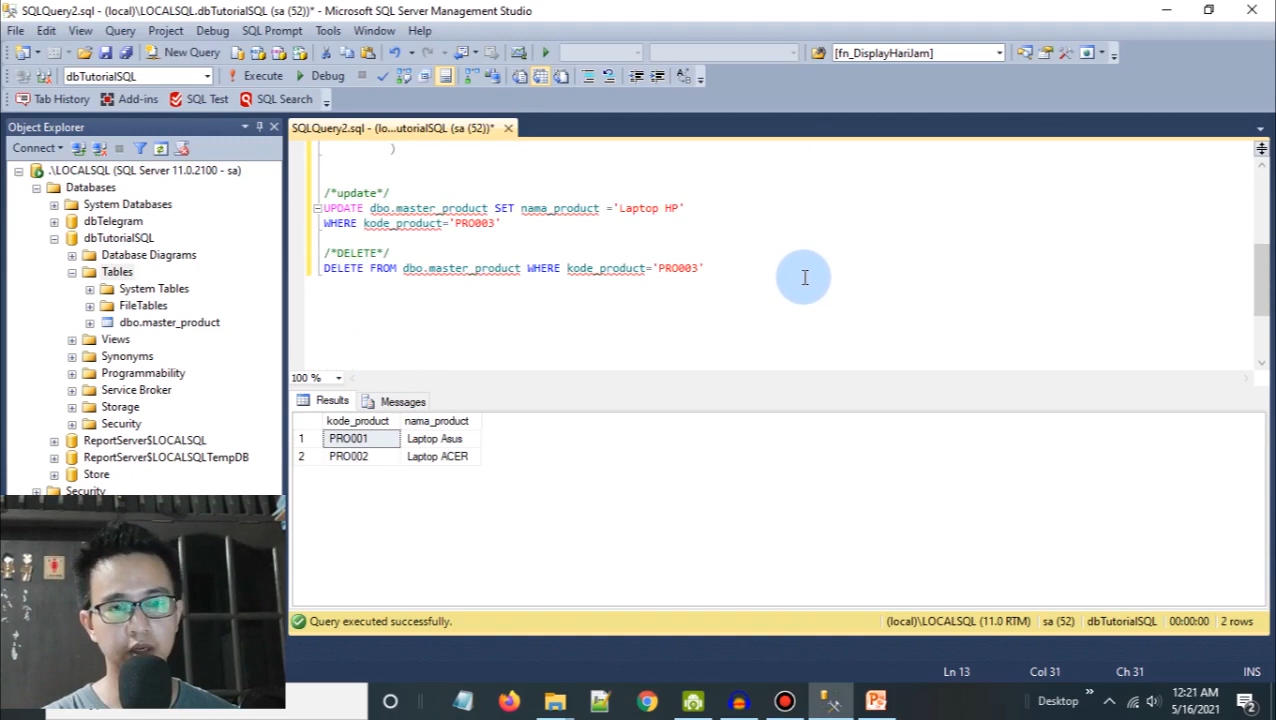 SQLQuery2.sql - (local)\LOCALSQL.dbTutorialSQL (sa (52))* - Microsoft SQL Server Management Studio
File Edit View Query Project Debug SQL Prompt Tools Window Help
New Query [fn_DisplayHariJam]
dbTutorialSQL Execute Debug
Tab History Add-ins SQL Test SQL Search
Object Explorer
Connect
.\LOCALSQL (SQL Server 11.0.2100 - sa)
Databases
System Databases
dbTelegram
dbTutorialSQL
Database Diagrams
Tables
System Tables
FileTables
dbo.master_product
Views
Synonyms
Programmability
Service Broker
Storage
Security
ReportServer$LOCALSQL
ReportServer$LOCALSQLTempDB
Store
Security
SQLQuery2.sql - (lo...utorialSQL (sa (52))*
)
/*update*/
UPDATE dbo.master_product SET nama_product ='Laptop HP'
WHERE kode_product='PRO003'
/*DELETE*/
DELETE FROM dbo.master_product WHERE kode_product='PRO003'
100 %
Results Messages
kode_product nama_product
1 PRO001 Laptop Asus
2 PRO002 Laptop ACER
Query executed successfully. (local)\LOCALSQL (11.0 RTM) sa (52) dbTutorialSQL 00:00:00 2 rows
Ln 13 Col 31 Ch 31 INS
Desktop 12:21 AM
5/16/2021
2